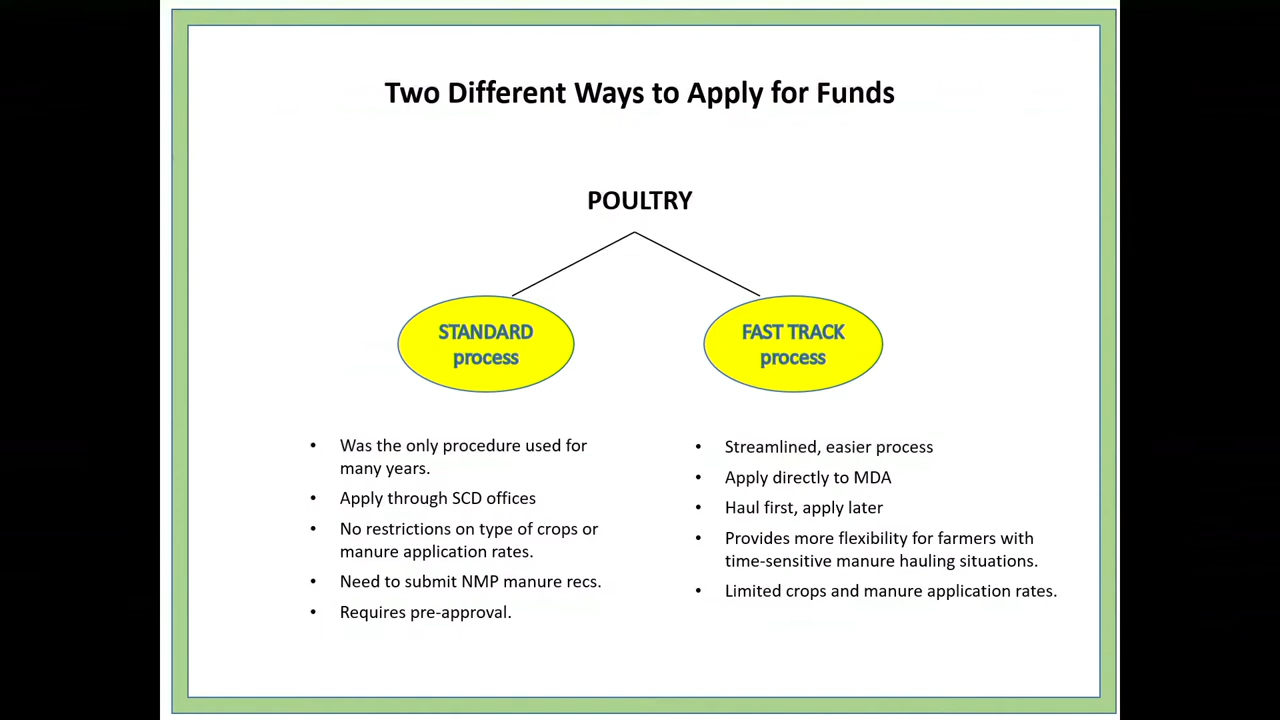 Two Different Ways to Apply for Funds
POULTRY
STANDARD
process
FAST TRACK
process
• Was the only procedure used for
many years.
• Apply through SCD offices
• No restrictions on type of crops or
manure application rates.
• Need to submit NMP manure recs.
• Requires pre-approval.
• Streamlined, easier process
• Apply directly to MDA
• Haul first, apply later
• Provides more flexibility for farmers with
time-sensitive manure hauling situations.
• Limited crops and manure application rates.